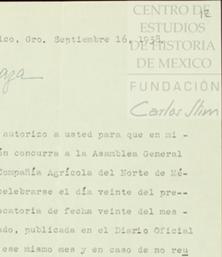 CENTRO DE
ESTUDIOS
DE HISTORIA
DE MEXICO
FUNDACIÓN
Carlos Slim
12
ico, Gro. Septiembre 16, 1938.
autorizo a usted para que en mi -
ón concurra a la Asamblea General
Compañía Agrícola del Norte de Mé-
celebrarse el día veinte del pre--
ocatoria de fecha veinte del mes -
ado, publicada en el Diario Oficial
ese mismo mes y en caso de no reu